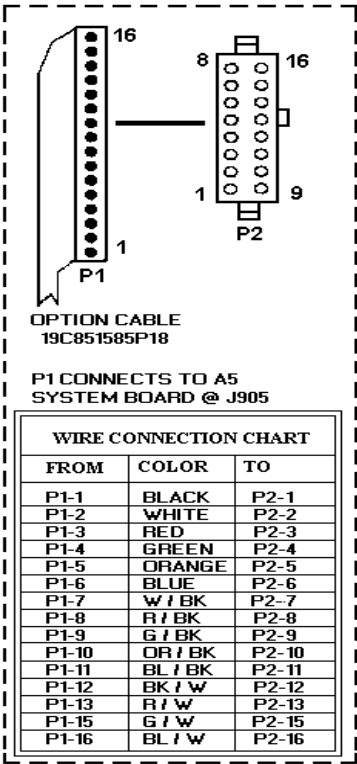 16
8 16
1 1 9
P1 P2
OPTION CABLE
19C851585P18
P1 CONNECTS TO A5
SYSTEM BOARD @ J905
WIRE CONNECTION CHART
FROM COLOR TO
P1-1 BLACK P2-1
P1-2 WHITE P2-2
P1-3 RED P2-3
P1-4 GREEN P2-4
P1-5 ORANGE P2-5
P1-6 BLUE P2-6
P1-7 W / BK P2-7
P1-8 R / BK P2-8
P1-9 G / BK P2-9
P1-10 OR / BK P2-10
P1-11 BL / BK P2-11
P1-12 BK / W P2-12
P1-13 R / W P2-13
P1-15 G / W P2-15
P1-16 BL / W P2-16